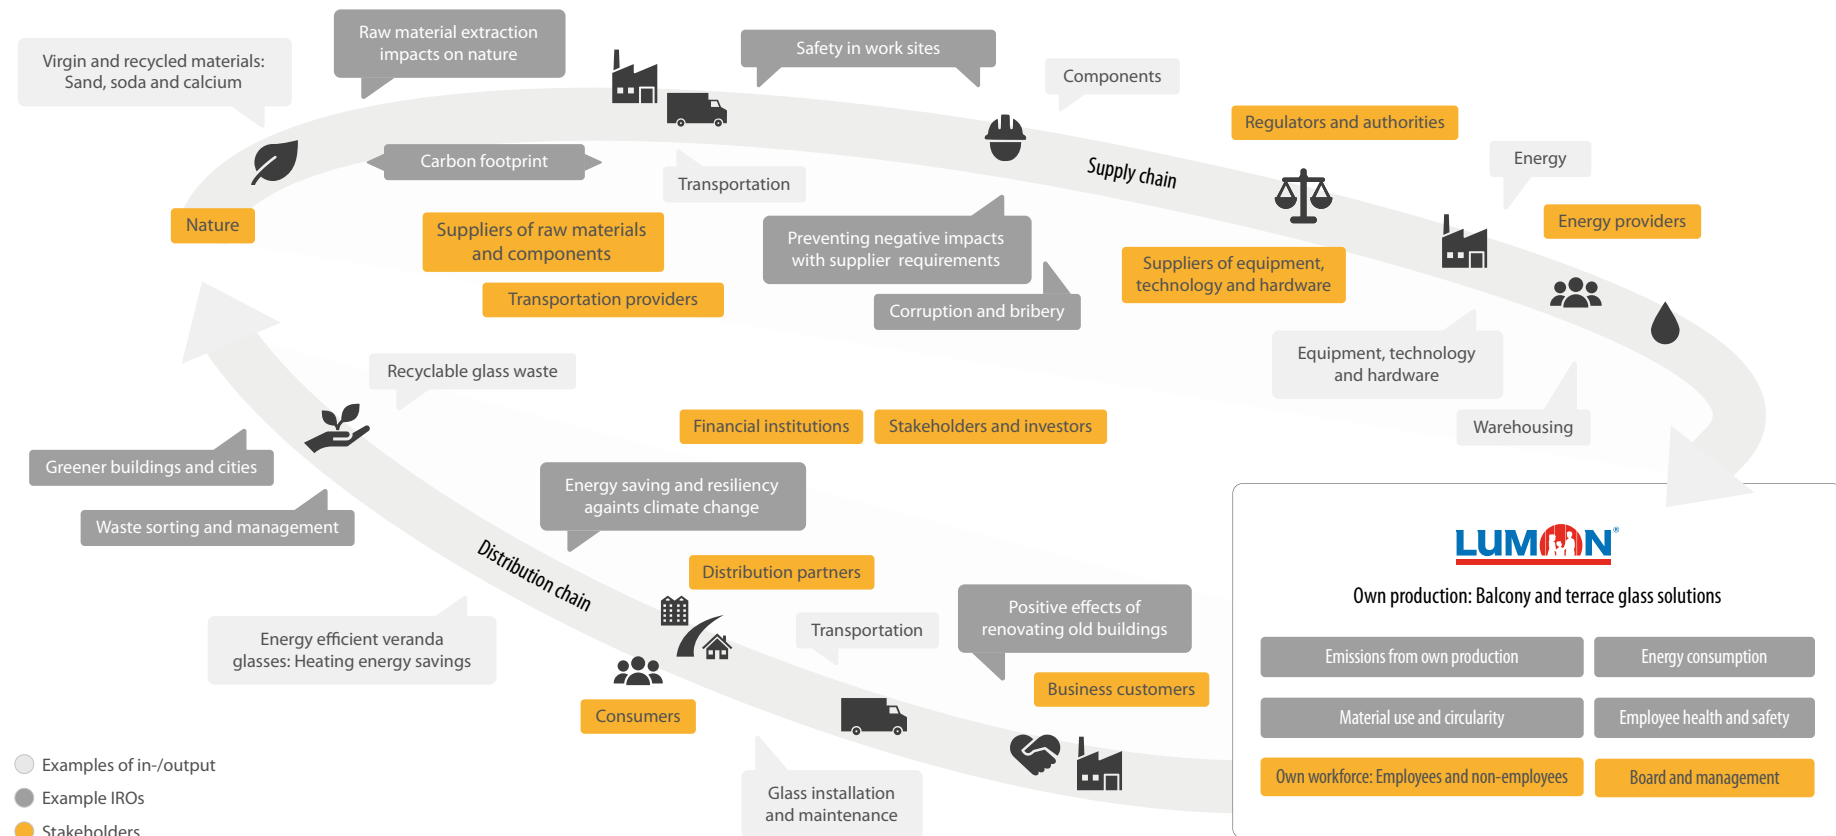 Virgin and recycled materials:
Sand, soda and calcium
Raw material extraction
impacts on nature
Safety in work sites
Components
Regulators and authorities
Energy
Energy providers
Carbon footprint
Transportation
Supply chain
Nature
Suppliers of raw materials
and components
Transportation providers
Preventing negative impacts
with supplier requirements
Corruption and bribery
Suppliers of equipment,
technology and hardware
Equipment, technology
and hardware
Warehousing
Recyclable glass waste
Financial institutions
Stakeholders and investors
Greener buildings and cities
Waste sorting and management
Energy saving and resiliency
againts climate change
Distribution chain
Distribution partners
Energy efficient veranda
glasses: Heating energy savings
Consumers
Transportation
Positive effects of
renovating old buildings
Business customers
Glass installation
and maintenance
LUMON®
Own production: Balcony and terrace glass solutions
Emissions from own production
Energy consumption
Material use and circularity
Employee health and safety
Own workforce: Employees and non-employees
Board and management
Examples of in-/output
Example IROs
Stakeholders